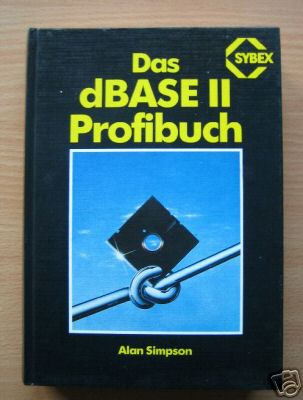 Das
dBASE II
Profibuch
SYBEX
Alan Simpson